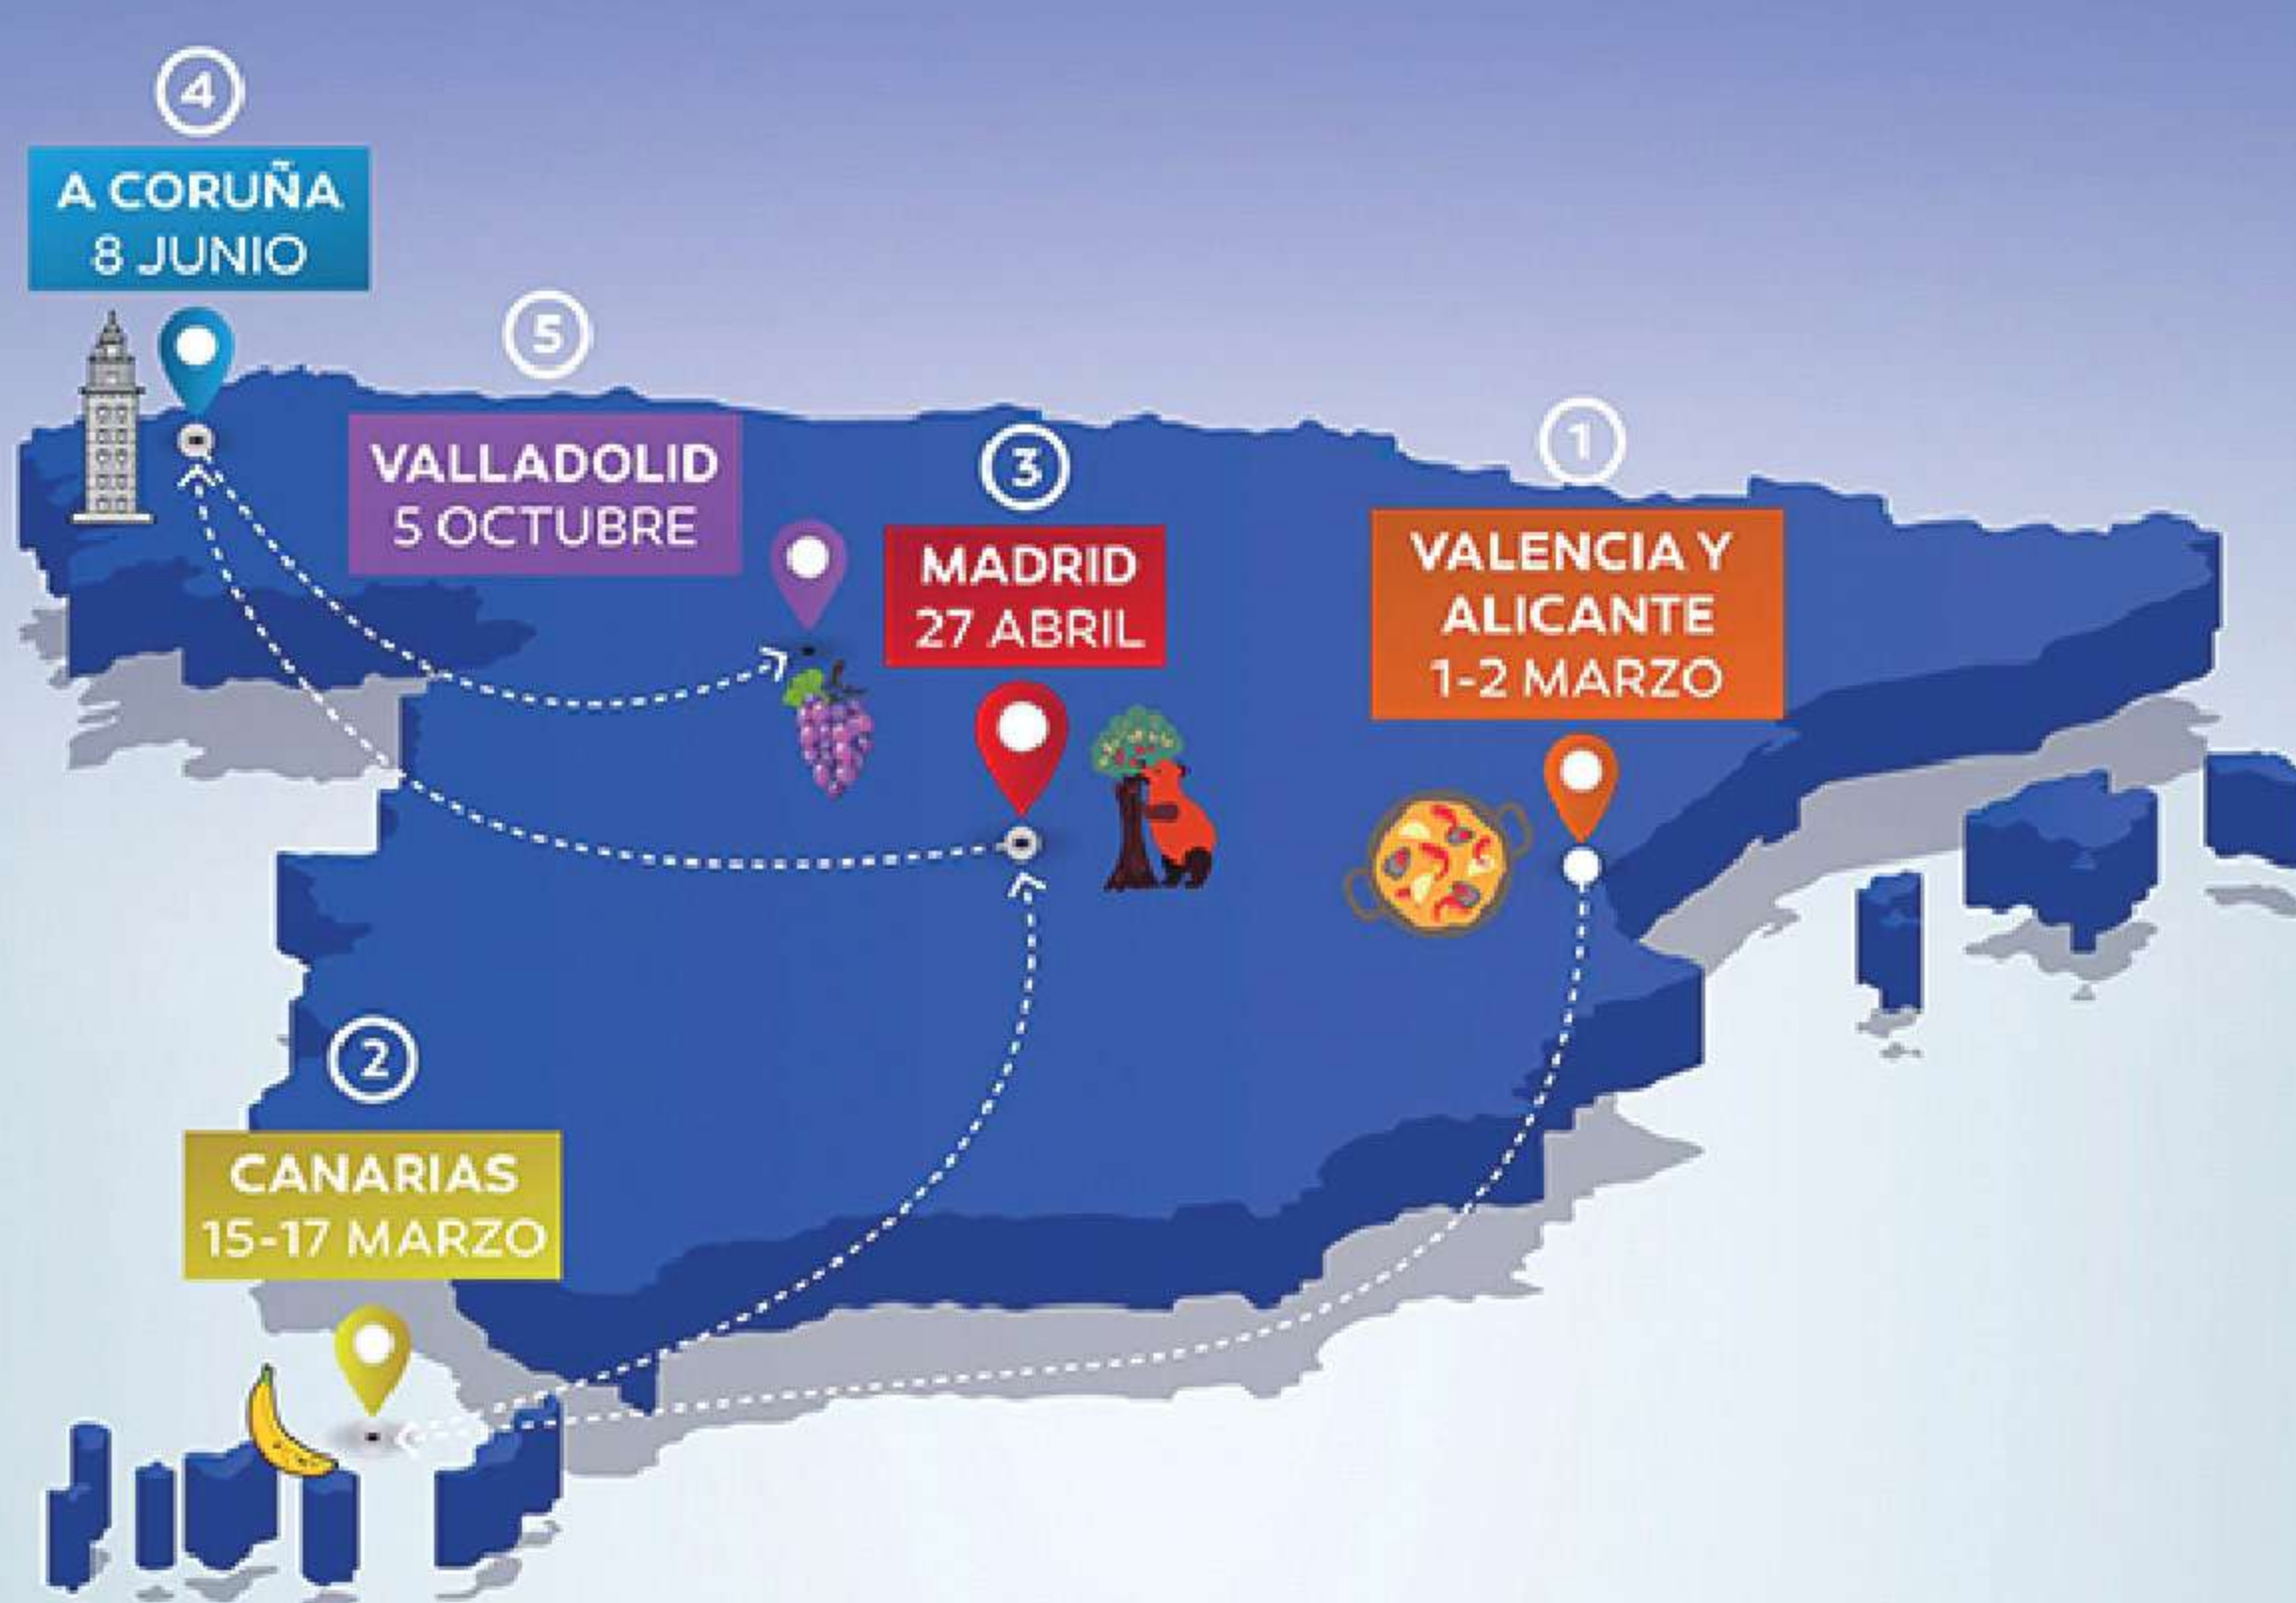 4
A CORUÑA
8 JUNIO
5
VALLADOLID
5 OCTUBRE
3
MADRID
27 ABRIL
1
VALENCIA Y
ALICANTE
1-2 MARZO
2
CANARIAS
15-17 MARZO